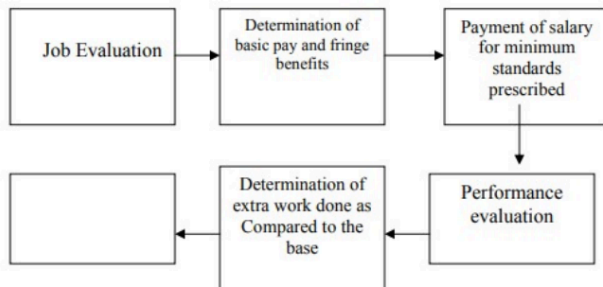 Job Evaluation
Determination of
basic pay and fringe
benefits
Payment of salary
for minimum
standards
prescribed
Performance
evaluation
Determination of
extra work done as
Compared to the
base